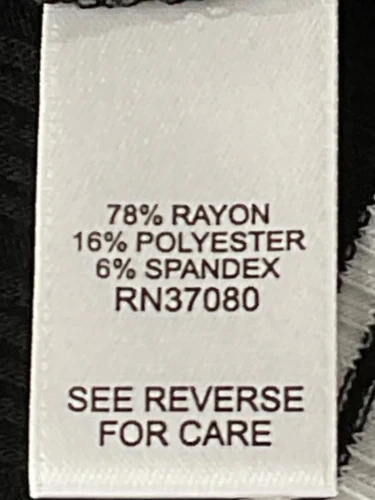 78% RAYON
16% POLYESTER
6% SPANDEX
RN37080
SEE REVERSE
FOR CARE